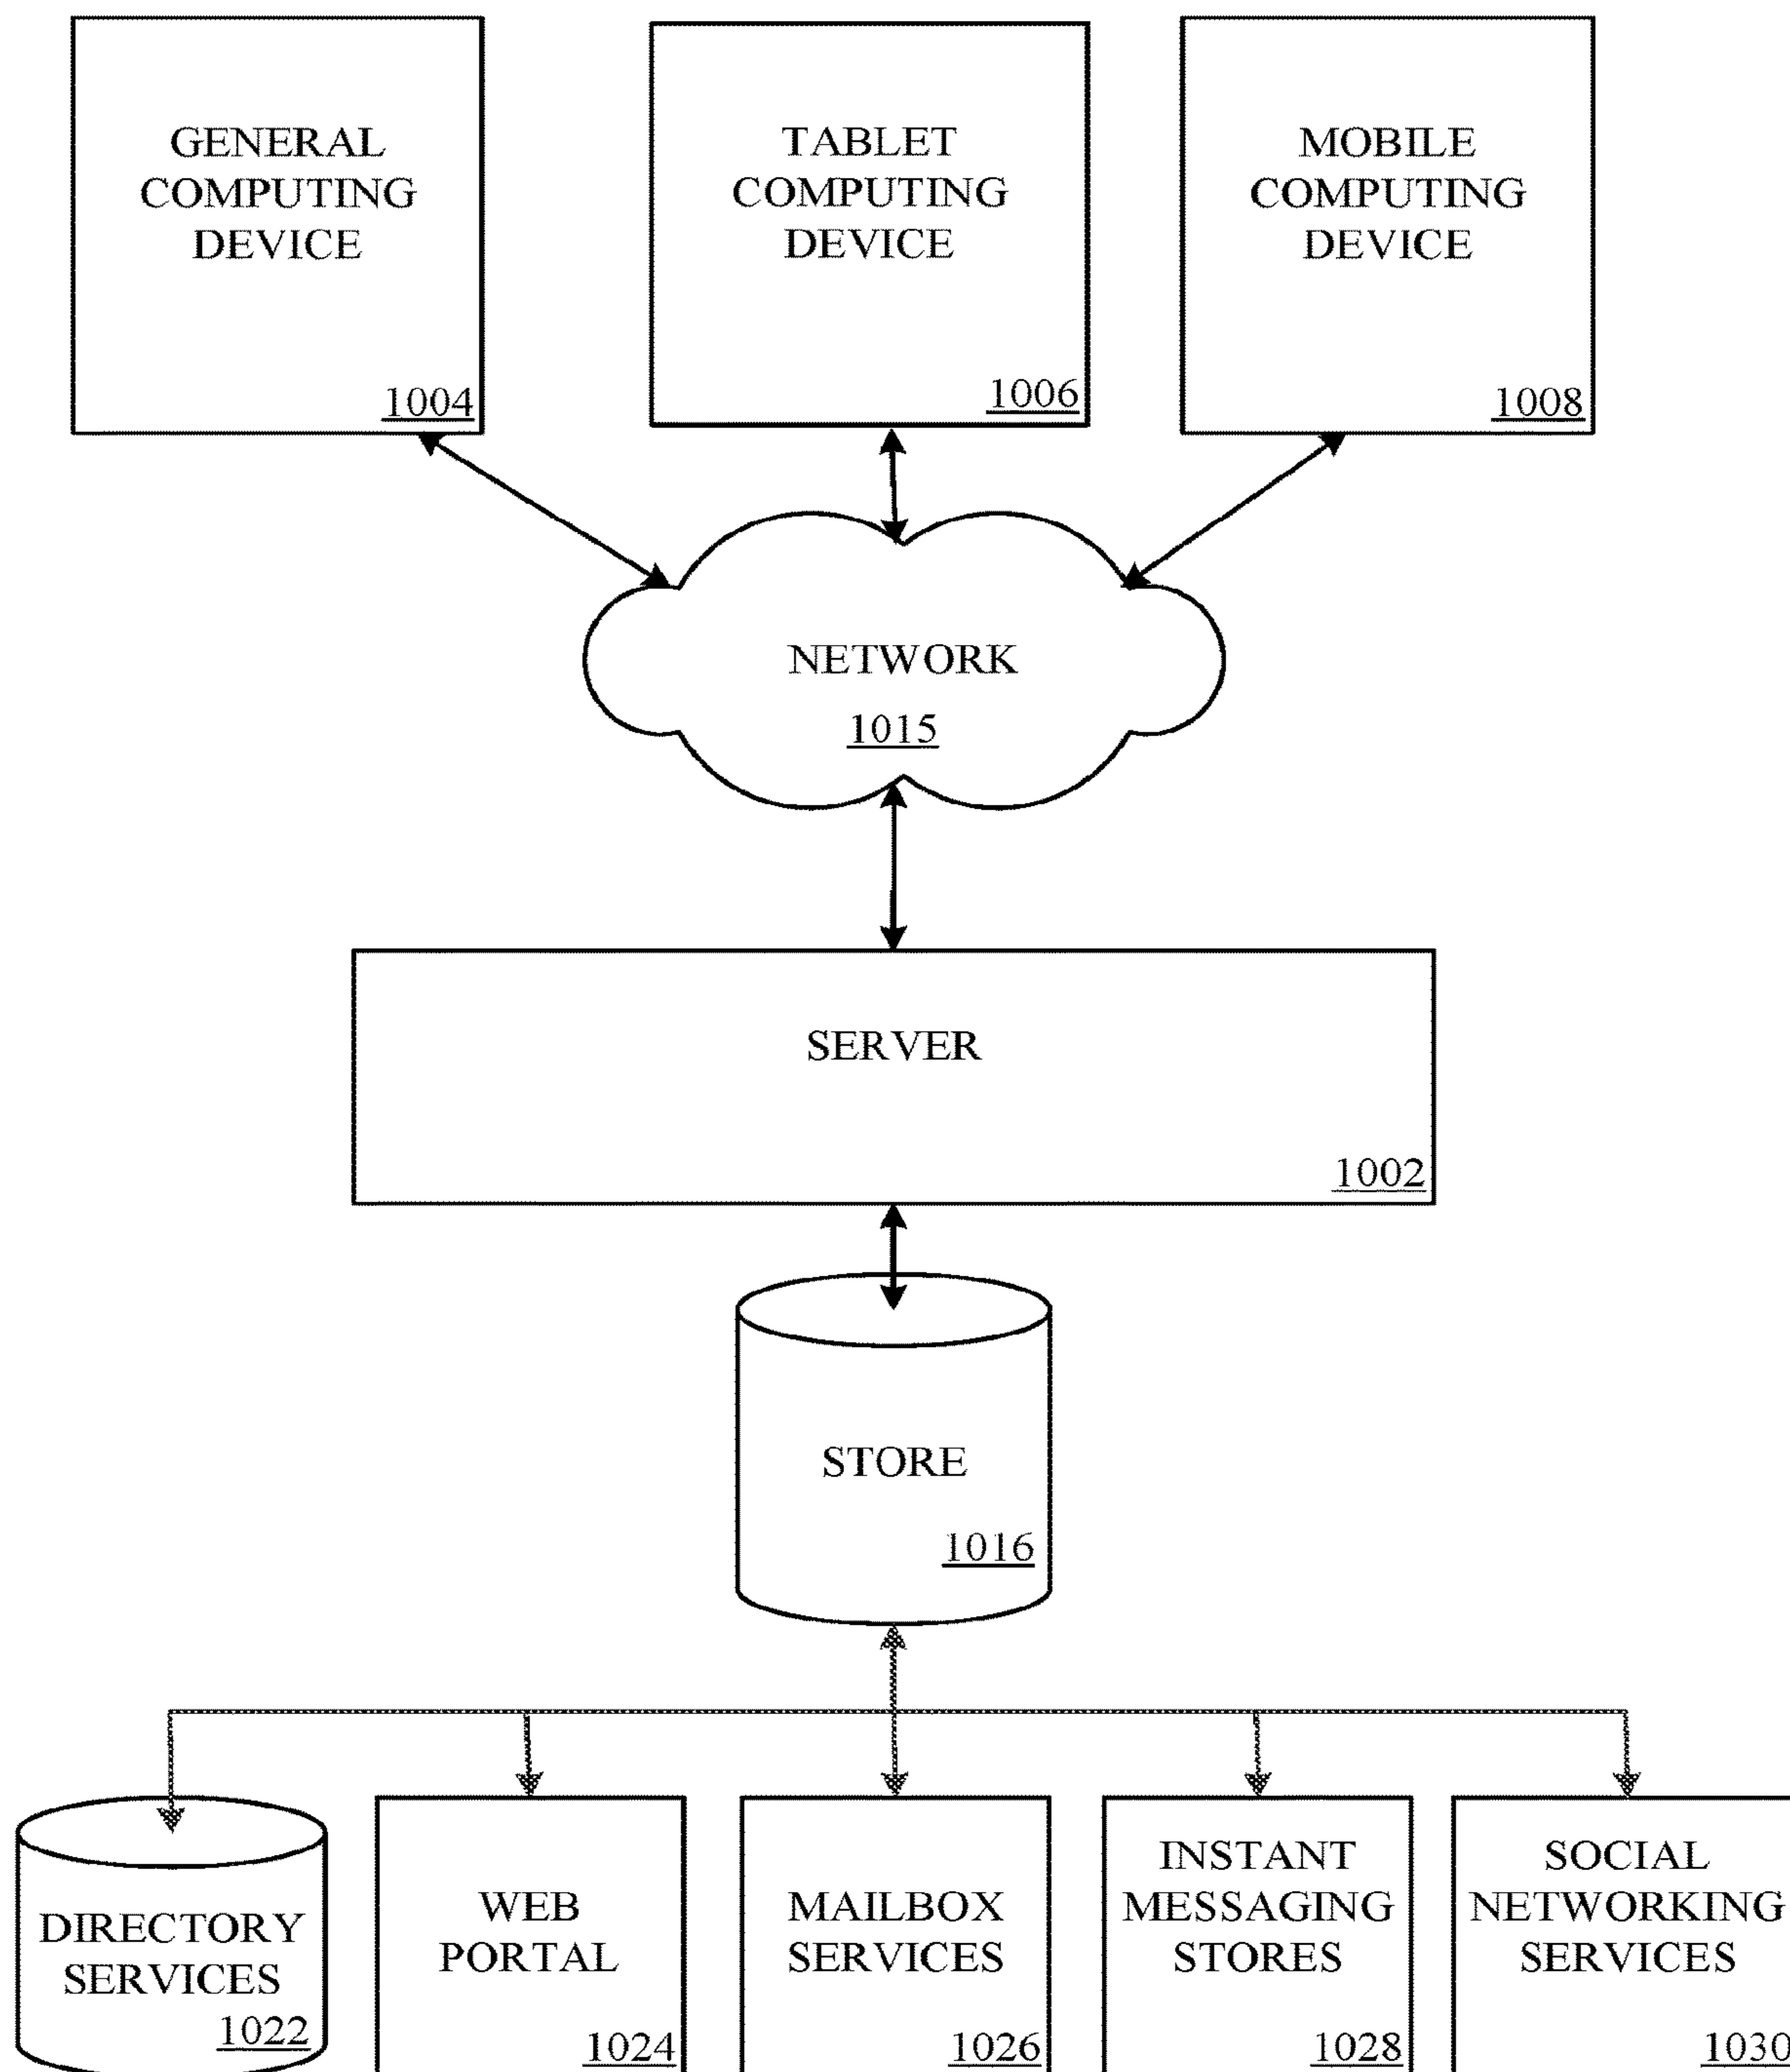 GENERAL
COMPUTING
DEVICE
1004
TABLET
COMPUTING
DEVICE
1006
MOBILE
COMPUTING
DEVICE
1008
NETWORK
1015
SERVER
1002
STORE
1016
DIRECTORY
SERVICES
1022
WEB
PORTAL
1024
MAILBOX
SERVICES
1026
INSTANT
MESSAGING
STORES
1028
SOCIAL
NETWORKING
SERVICES
1030